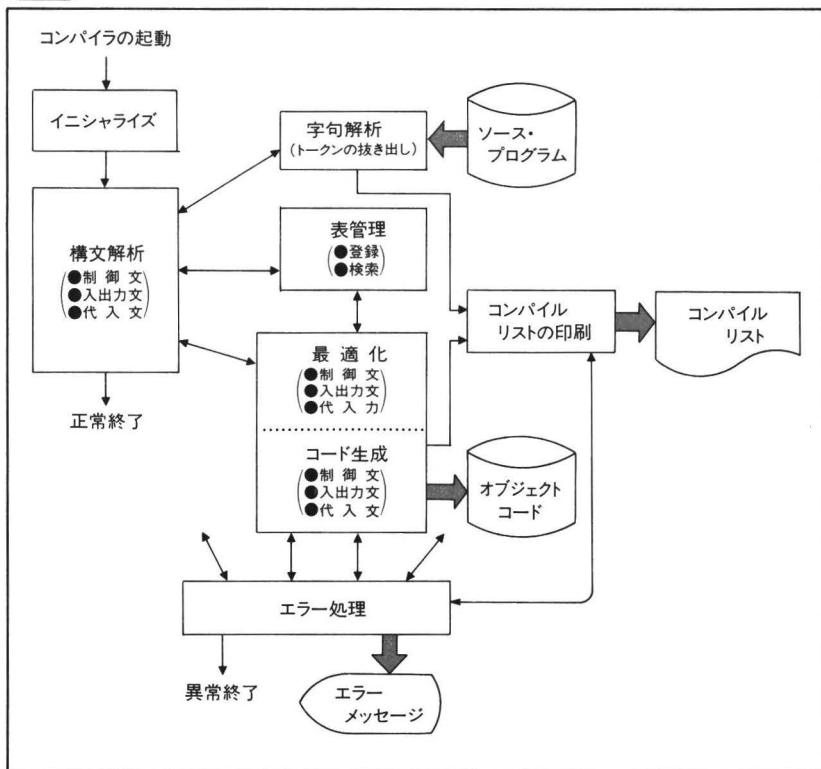 コンパイラの起動
イニシャライズ
字句解析
(トークンの抜き出し)
ソース・
プログラム
構文解析
●制御文
●入出力文
●代入文
表管理
●登録
●検索
コンパイル
リストの印刷
コンパイル
リスト
最適化
●制御文
●入出力文
●代入力
正常終了
コード生成
●制御文
●入出力文
●代入文
オブジェクト
コード
エラー処理
異常終了
エラー
メッセージ